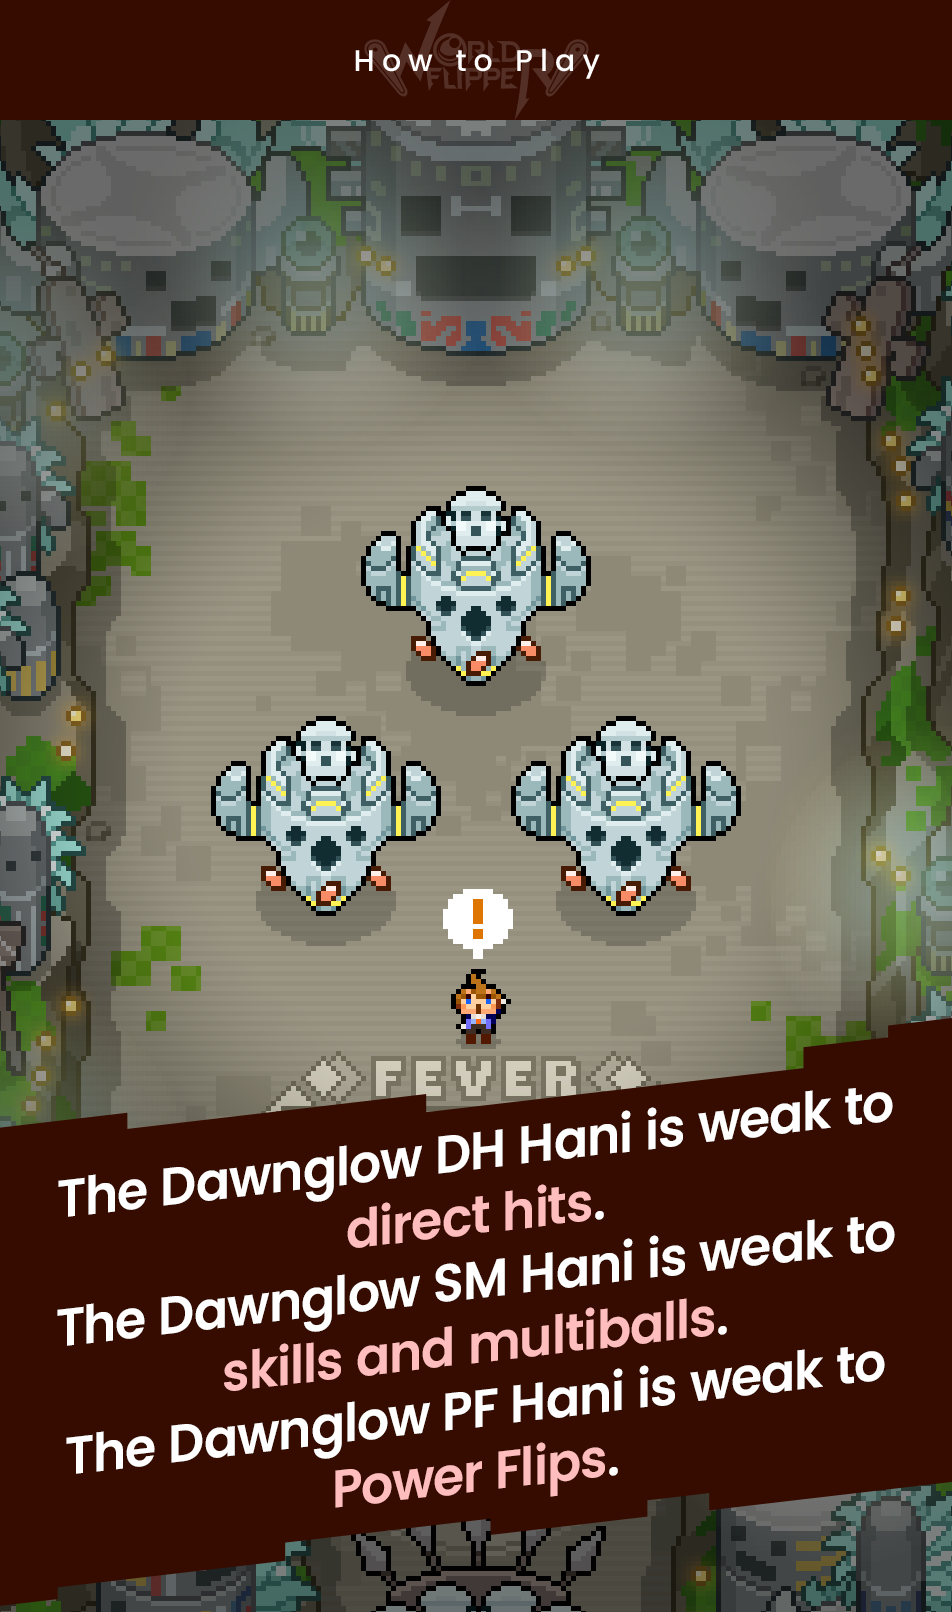 WORLD
FLIPPER
How to Play
!
FEVER
The Dawnglow DH Hani is weak to
direct hits.
The Dawnglow SM Hani is weak to
skills and multiballs.
The Dawnglow PF Hani is weak to
Power Flips.